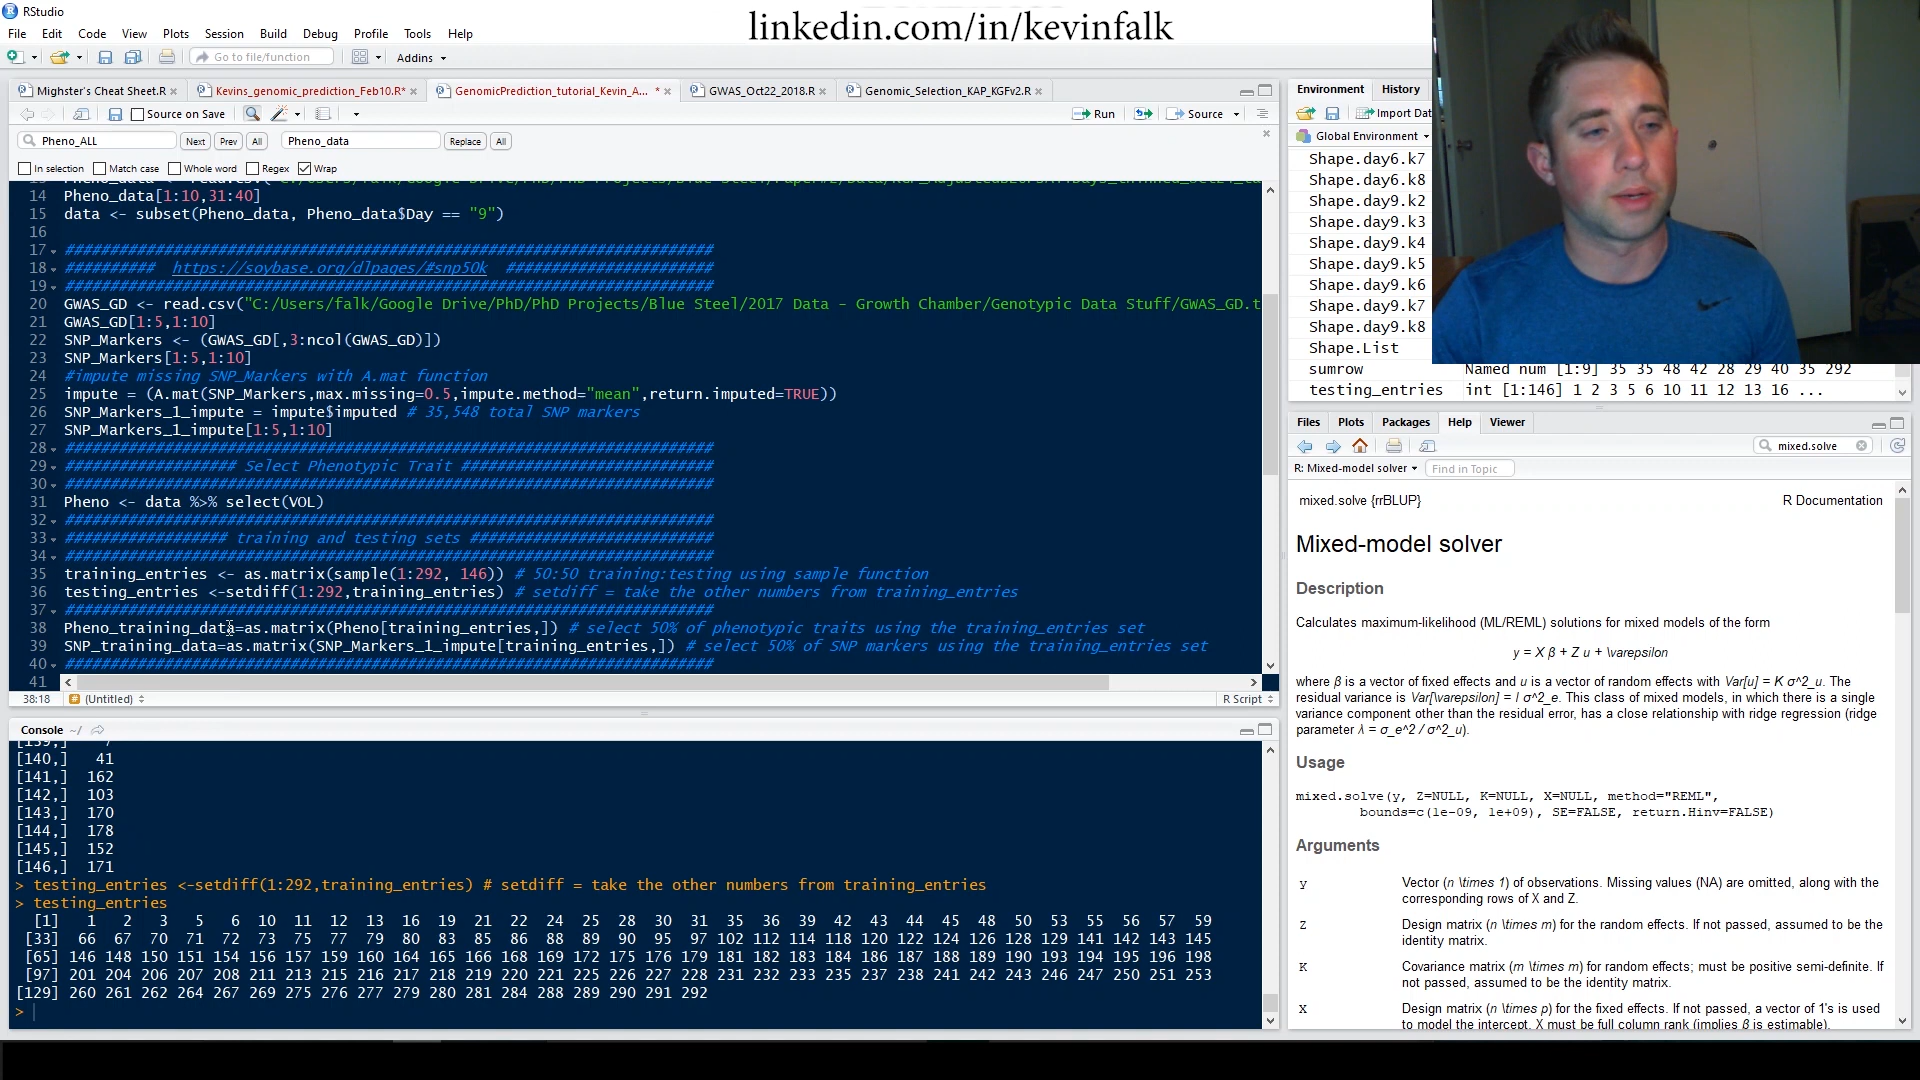 RStudio
linkedin.com/in/kevinfalk
File Edit Code View Plots Session Build Debug Profile Tools Help
Go to file/function Addins
Mighster's Cheat Sheet.R Kevins_genomic_prediction_Feb10.R* GenomicPrediction_tutorial_Kevin_A... * GWAS_Oct22_2018.R Genomic_Selection_KAP_KGFv2.R
Source on Save Run Source
Pheno_ALL Next Prev All Pheno_data Replace All
In selection Match case Whole word Regex Wrap
14 Pheno_data[1:10,31:40]
15 data <- subset(Pheno_data, Pheno_data$Day == "9")
16
17 ########################################################################
18 ########## https://soybase.org/dlpages/#snp50k #######################
19 ########################################################################
20 GWAS_GD <- read.csv("C:/Users/falk/Google Drive/PhD/PhD Projects/Blue Steel/2017 Data - Growth Chamber/Genotypic Data Stuff/GWAS_GD.t
21 GWAS_GD[1:5,1:10]
22 SNP_Markers <- (GWAS_GD[,3:ncol(GWAS_GD)])
23 SNP_Markers[1:5,1:10]
24 #impute missing SNP_Markers with A.mat function
25 impute = (A.mat(SNP_Markers,max.missing=0.5,impute.method="mean",return.imputed=TRUE))
26 SNP_Markers_1_impute = impute$imputed # 35,548 total SNP markers
27 SNP_Markers_1_impute[1:5,1:10]
28 ########################################################################
29 ################### Select Phenotypic Trait ############################
30 ########################################################################
31 Pheno <- data %>% select(VOL)
32 ########################################################################
33 ################## training and testing sets ###########################
34 ########################################################################
35 training_entries <- as.matrix(sample(1:292, 146)) # 50:50 training:testing using sample function
36 testing_entries <-setdiff(1:292,training_entries) # setdiff = take the other numbers from training_entries
37 ########################################################################
38 Pheno_training_data=as.matrix(Pheno[training_entries,]) # select 50% of phenotypic traits using the training_entries set
39 SNP_training_data=as.matrix(SNP_Markers_1_impute[training_entries,]) # select 50% of SNP markers using the training_entries set
40 ########################################################################
41
38:18 (Untitled) R Script
Console ~/
[140,] 41
[141,] 162
[142,] 103
[143,] 170
[144,] 178
[145,] 152
[146,] 171
> testing_entries <-setdiff(1:292,training_entries) # setdiff = take the other numbers from training_entries
> testing_entries
[1] 1 2 3 5 6 10 11 12 13 16 19 21 22 24 25 28 30 31 35 36 39 42 43 44 45 48 50 53 55 56 57 59
[33] 66 67 70 71 72 73 75 77 79 80 83 85 86 88 89 90 95 97 102 112 114 118 120 122 124 126 128 129 141 142 143 145
[65] 146 148 150 151 154 156 157 159 160 164 165 166 168 169 172 175 176 179 181 182 183 184 186 187 188 189 190 193 194 195 196 198
[97] 201 204 206 207 208 211 213 215 216 217 218 219 220 221 225 226 227 228 231 232 233 235 237 238 241 242 243 246 247 250 251 253
[129] 260 261 262 264 267 269 275 276 277 279 280 281 284 288 289 290 291 292
>
Environment History
Import Dat
Global Environment
Shape.day6.k7
Shape.day6.k8
Shape.day9.k2
Shape.day9.k3
Shape.day9.k4
Shape.day9.k5
Shape.day9.k6
Shape.day9.k7
Shape.day9.k8
Shape.List
sumrow Named num [1:9] 35 35 48 42 28 29 40 35 292
testing_entries int [1:146] 1 2 3 5 6 10 11 12 13 16 ...
Files Plots Packages Help Viewer
mixed.solve
R: Mixed-model solver Find in Topic
mixed.solve {rrBLUP} R Documentation
Mixed-model solver
Description
Calculates maximum-likelihood (ML/REML) solutions for mixed models of the form
y = X β + Z u + \varepsilon
where β is a vector of fixed effects and u is a vector of random effects with Var[u] = K σ^2_u. The
residual variance is Var[\varepsilon] = I σ^2_e. This class of mixed models, in which there is a single
variance component other than the residual error, has a close relationship with ridge regression (ridge
parameter λ = σ_e^2 / σ^2_u).
Usage
mixed.solve(y, Z=NULL, K=NULL, X=NULL, method="REML",
bounds=c(1e-09, 1e+09), SE=FALSE, return.Hinv=FALSE)
Arguments
y Vector (n \times 1) of observations. Missing values (NA) are omitted, along with the
corresponding rows of X and Z.
Z Design matrix (n \times m) for the random effects. If not passed, assumed to be the
identity matrix.
K Covariance matrix (m \times m) for random effects; must be positive semi-definite. If
not passed, assumed to be the identity matrix.
X Design matrix (n \times p) for the fixed effects. If not passed, a vector of 1's is used
to model the intercept. X must be full column rank (implies β is estimable).